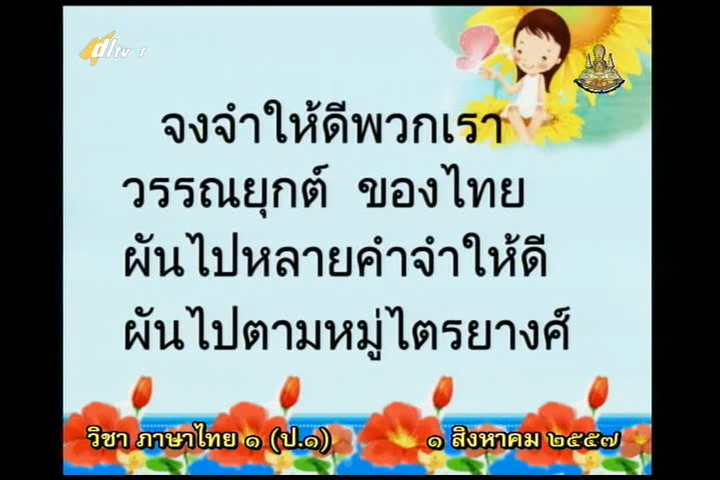 dltv 1
จงจำให้ดีพวกเรา
วรรณยุกต์ ของไทย
ผันไปหลายคำจำให้ดี
ผันไปตามหมู่ไตรยางศ์
วิชา ภาษาไทย ๑ (ป.๑) ๑ สิงหาคม ๒๕๕๗